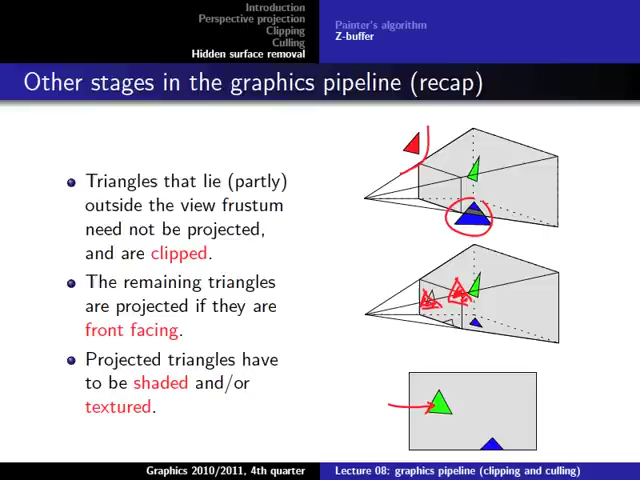 Introduction
Perspective projection
Clipping
Culling
Hidden surface removal
Painter's algorithm
Z-buffer
Other stages in the graphics pipeline (recap)
Triangles that lie (partly)
outside the view frustum
need not be projected,
and are clipped.
The remaining triangles
are projected if they are
front facing.
Projected triangles have
to be shaded and/or
textured.
Graphics 2010/2011, 4th quarter
Lecture 08: graphics pipeline (clipping and culling)